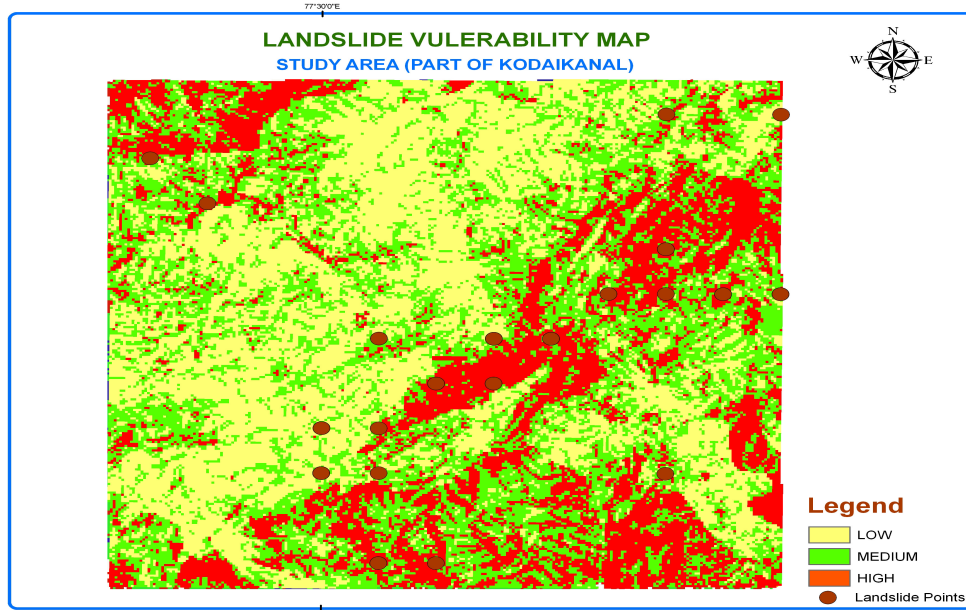 77°30'0"E
LANDSLIDE VULERABILITY MAP
STUDY AREA (PART OF KODAIKANAL)
N
W E
S
Legend
LOW
MEDIUM
HIGH
Landslide Points